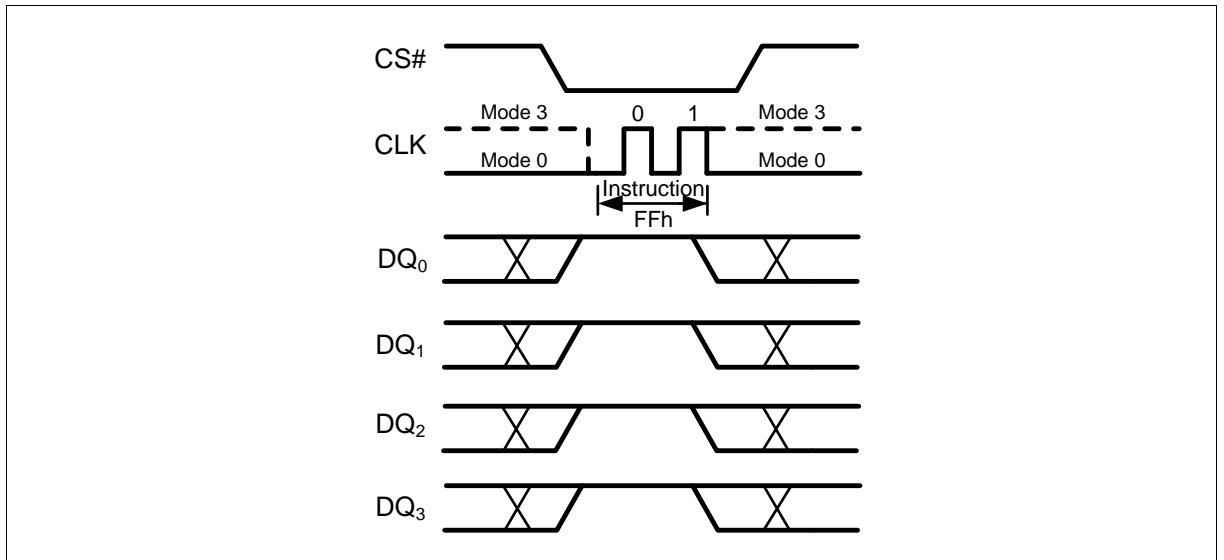 CS#
Mode 3 0 1 Mode 3
CLK
Mode 0 Mode 0
Instruction
FFh
DQ0
DQ1
DQ2
DQ3